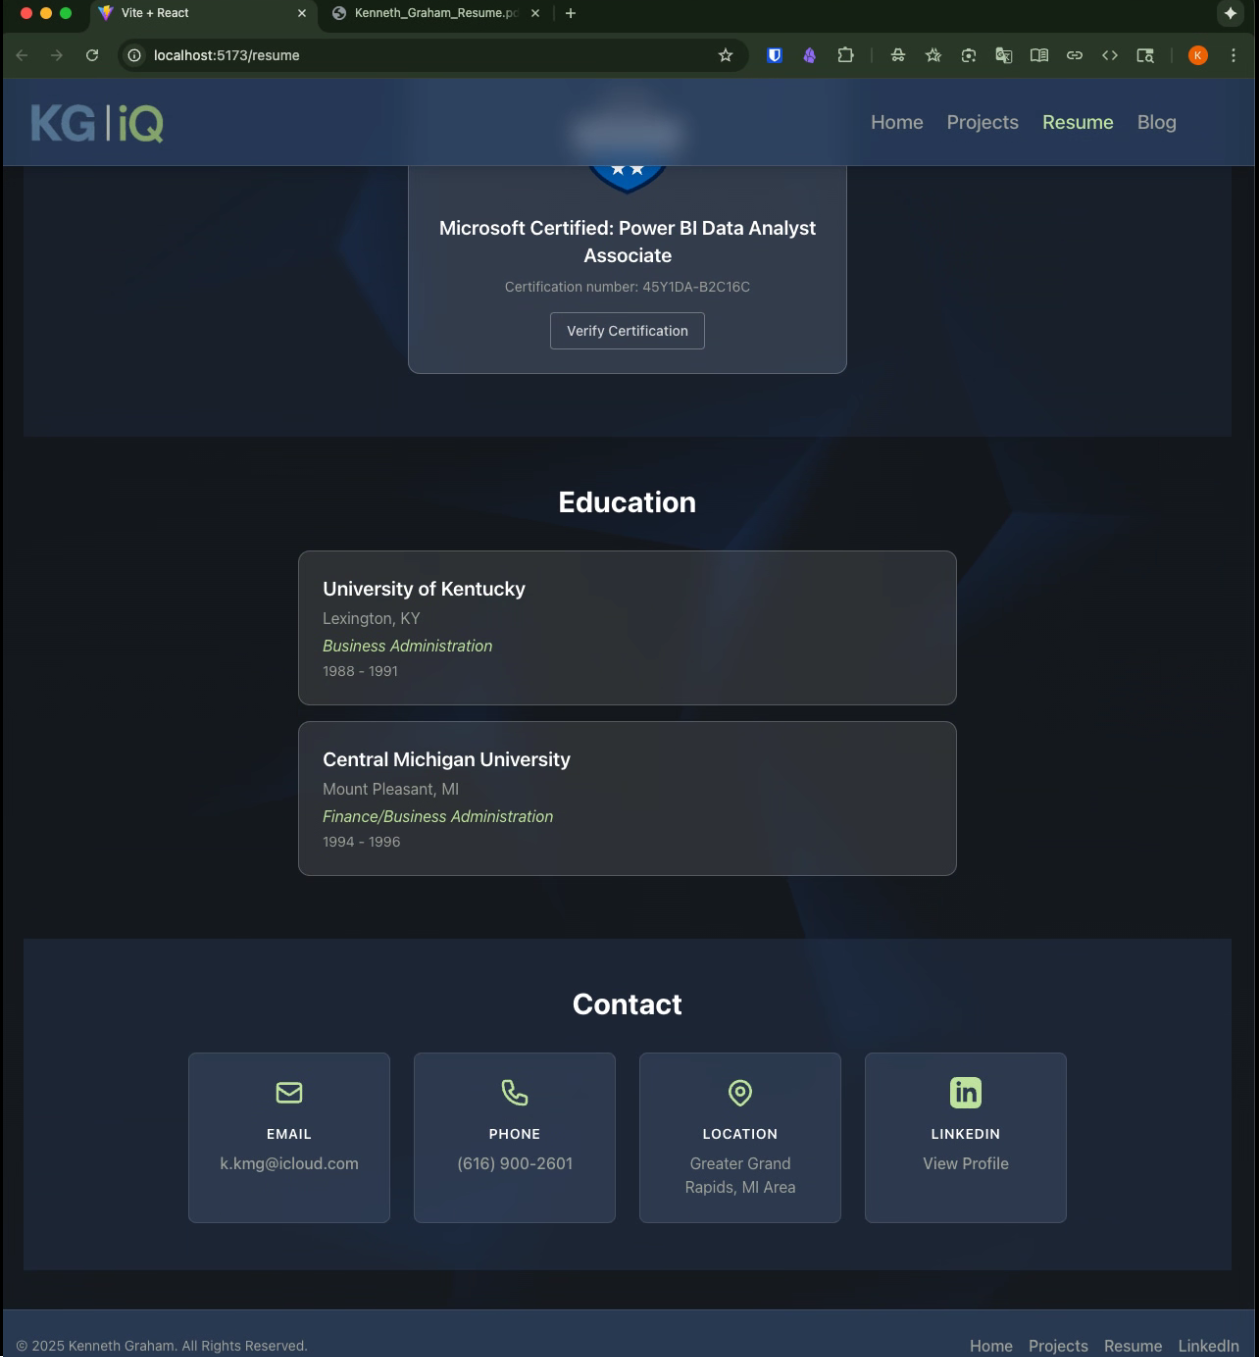 Vite + React
Kenneth_Graham_Resume.p
localhost:5173/resume
K
KG|iQ
Home Projects Resume Blog
Microsoft Certified: Power BI Data Analyst
Associate
Certification number: 45Y1DA-B2C16C
Verify Certification
Education
University of Kentucky
Lexington, KY
Business Administration
1988 - 1991
Central Michigan University
Mount Pleasant, MI
Finance/Business Administration
1994 - 1996
Contact
EMAIL
k.kmg@icloud.com
PHONE
(616) 900-2601
LOCATION
Greater Grand
Rapids, MI Area
in
LINKEDIN
View Profile
© 2025 Kenneth Graham. All Rights Reserved.
Home Projects Resume LinkedIn